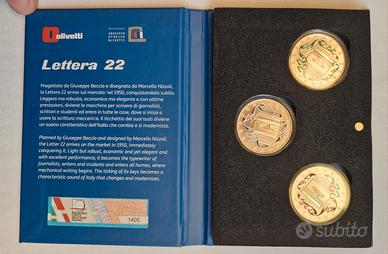 olivetti
ARCHIVIO
STORICO
Lettera 22
Progettata da Giuseppe Beccio e disegnata da Marcello Nizzoli,
la Lettera 22 arriva sul mercato nel 1950, conquistandolo subito.
Leggera ma robusta, economica ma elegante e con ottime
prestazioni, diviene la macchina per scrivere di giornalisti,
scrittori e studenti ed entra in tutte le case, dove si inizia a
usare la scrittura meccanica. Il ticchettio dei suoi tasti diviene
un suono caratteristico dell'Italia che cambia e si modernizza.
Planned by Giuseppe Beccio and designed by Marcello Nizzoli,
the Letter 22 arrives on the market in 1950, immediately
conquering it. Light but robust, economic and yet elegant and
with excellent performance, it becomes the typewriter of
journalists, writers and students and enters all homes, where
mechanical writing begins. The ticking of its keys becomes a
characteristic sound of Italy that changes and modernizes.
1405
subito